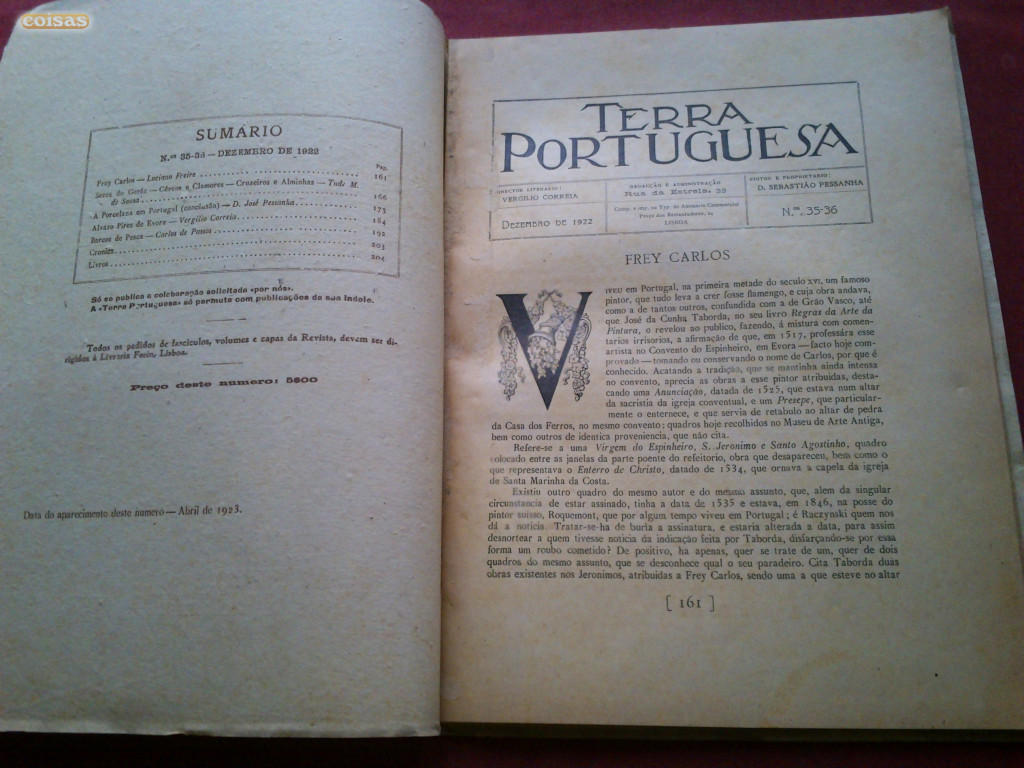 coisas
SUMÁRIO
N.os 35-36 — DEZEMBRO DE 1922
Pag.
Frey Carlos — Luciano Freire 161
Serra do Gerêz — Cêrcos e Clamores — Cruzeiros e Alminhas — Tude M.
de Sousa 166
A Porcelana em Portugal (conclusão) — D. José Pessanha 175
Alvaro Pires de Evora — Vergilio Correia 184
Barcos de Pesca — Carlos de Passos 192
Cronica 203
Livros 204
Só se publica a colaboração solicitada «por nós».
A «Terra Portuguesa» só permuta com publicações da sua indole.
Todos os pedidos de fasciculos, volumes e capas da Revista, devem ser di-
rigidos á Livraria Ferin, Lisboa.
Preço deste numero: 5$00
Data do aparecimento deste numero — Abril de 1923.
TERRA
PORTUGUESA
DIRECTOR LITERARIO:
VERGILIO CORREIA
REDACÇÃO E ADMINISTRAÇÃO
Rua da Estrela, 39
EDITOR E PROPRIETARIO:
D. SEBASTIÃO PESSANHA
DEZEMBRO DE 1922
Comp. e imp. na Typ. do Annuario Commercial
Praça dos Restauradores, 24
LISBOA
N.os 35-36
FREY CARLOS
VIVEU em Portugal, na primeira metade do seculo XVI, um famoso
pintor, que tudo leva a crer fosse flamengo, e cuja obra andava,
como a de tantos outros, confundida com a de Grão Vasco, até
que José da Cunha Taborda, no seu livro Regras da Arte da
Pintura, o revelou ao publico, fazendo, á mistura com comen-
tarios irrisorios, a afirmação de que, em 1517, professára esse
artista no Convento do Espinheiro, em Evora — facto hoje com-
provado — tomando ou conservando o nome de Carlos, por que é
conhecido. Acatando a tradição, que se mantinha ainda intensa
no convento, aprecia as obras a esse pintor atribuidas, desta-
cando uma Anunciação, datada de 1525, que estava num altar
da sacristia da igreja conventual, e um Presepe, que particular-
mente o enternece, e que servia de retabulo ao altar de pedra
da Casa dos Ferros, no mesmo convento; quadros hoje recolhidos no Museu de Arte Antiga,
bem como outros de identica proveniencia, que não cita.
Refere-se a uma Virgem do Espinheiro, S. Jeronimo e Santo Agostinho, quadro
colocado entre as janelas da parte poente do refeitorio, obra que desapareceu, bem como o
que representava o Enterro de Christo, datado de 1534, que ornava a capela da igreja
de Santa Marinha da Costa.
Existiu outro quadro do mesmo autor e do mesmo assunto, que, alem da singular
circunstancia de estar assinado, tinha a data de 1535 e estava, em 1846, na posse do
pintor suisso, Roquemont, que por algum tempo viveu em Portugal; é Raczynski quem nos
dá a noticia. Tratar-se-ha de burla a assinatura, e estaria alterada a data, para assim
desnortear a quem tivesse noticia da indicação feita por Taborda, disfarçando-se por essa
forma um roubo cometido? De positivo, ha apenas, quer se trate de um, quer de dois
quadros do mesmo assunto, que se desconhece qual o seu paradeiro. Cita Taborda duas
obras existentes nos Jeronimos, atribuidas a Frey Carlos, sendo uma a que esteve no altar
[ 161 ]